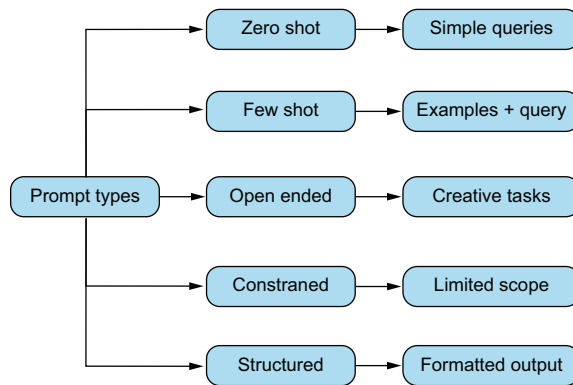 Zero shot
Simple queries
Few shot
Examples + query
Prompt types
Open ended
Creative tasks
Constraned
Limited scope
Structured
Formatted output